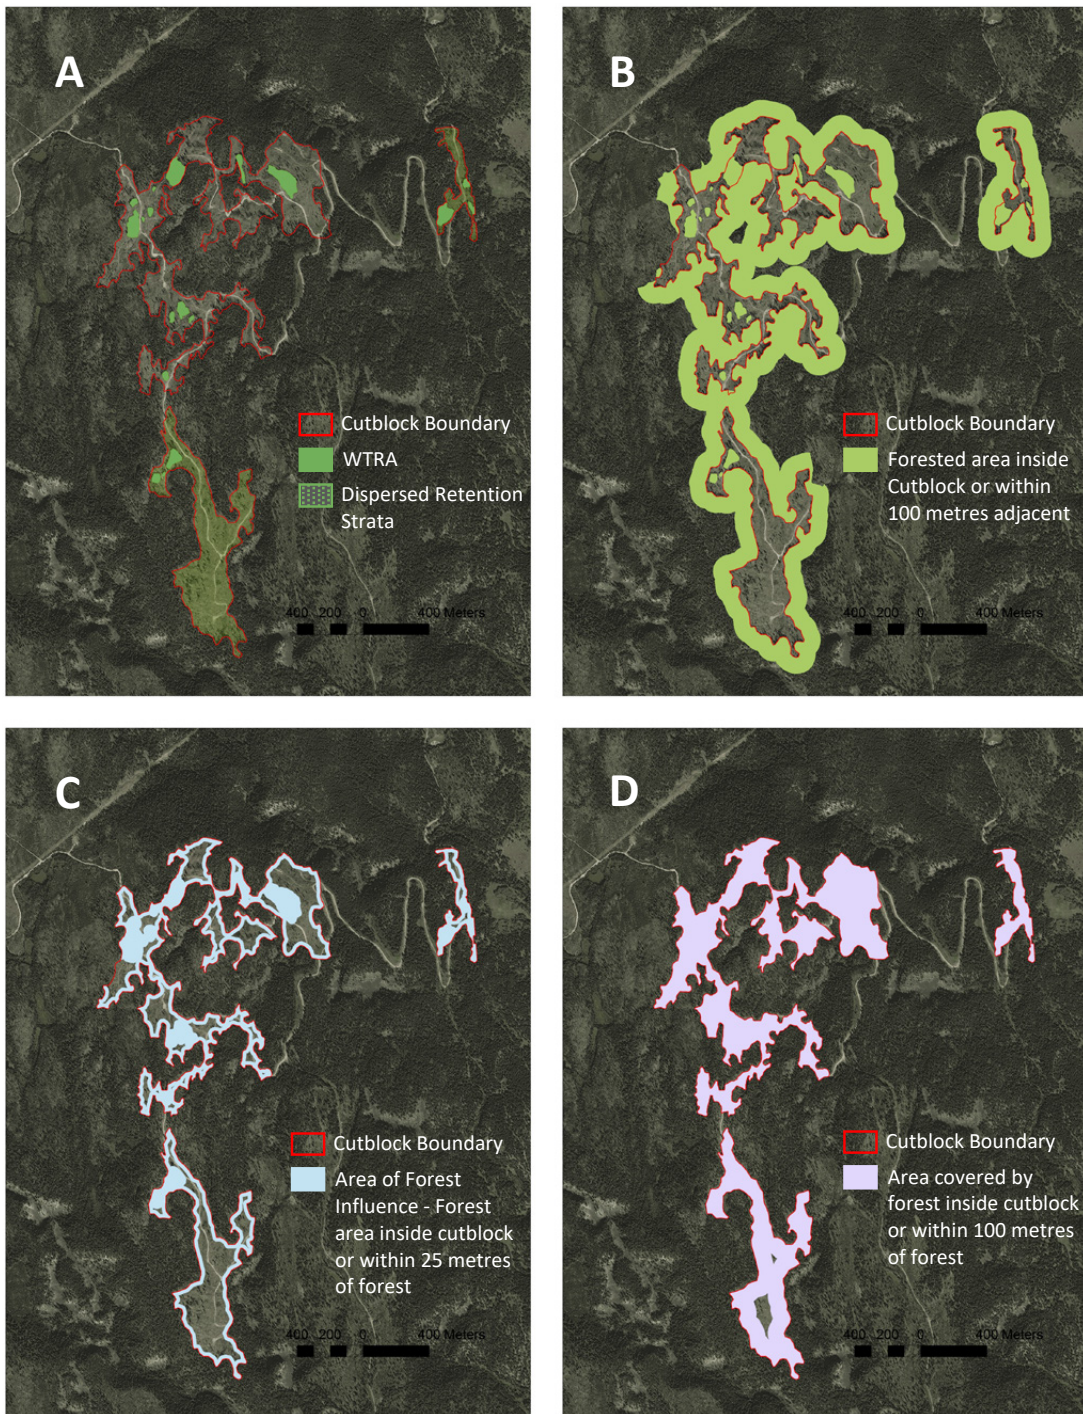 A
Cutblock Boundary
WTRA
Dispersed Retention
Strata
400 200 0 400 Meters
B
Cutblock Boundary
Forested area inside
Cutblock or within
100 metres adjacent
400 200 0 400 Meters
C
Cutblock Boundary
Area of Forest
Influence - Forest
area inside cutblock
or within 25 metres
of forest
400 200 0 400 Meters
D
Cutblock Boundary
Area covered by
forest inside cutblock
or within 100 metres
of forest
400 200 0 400 Meters